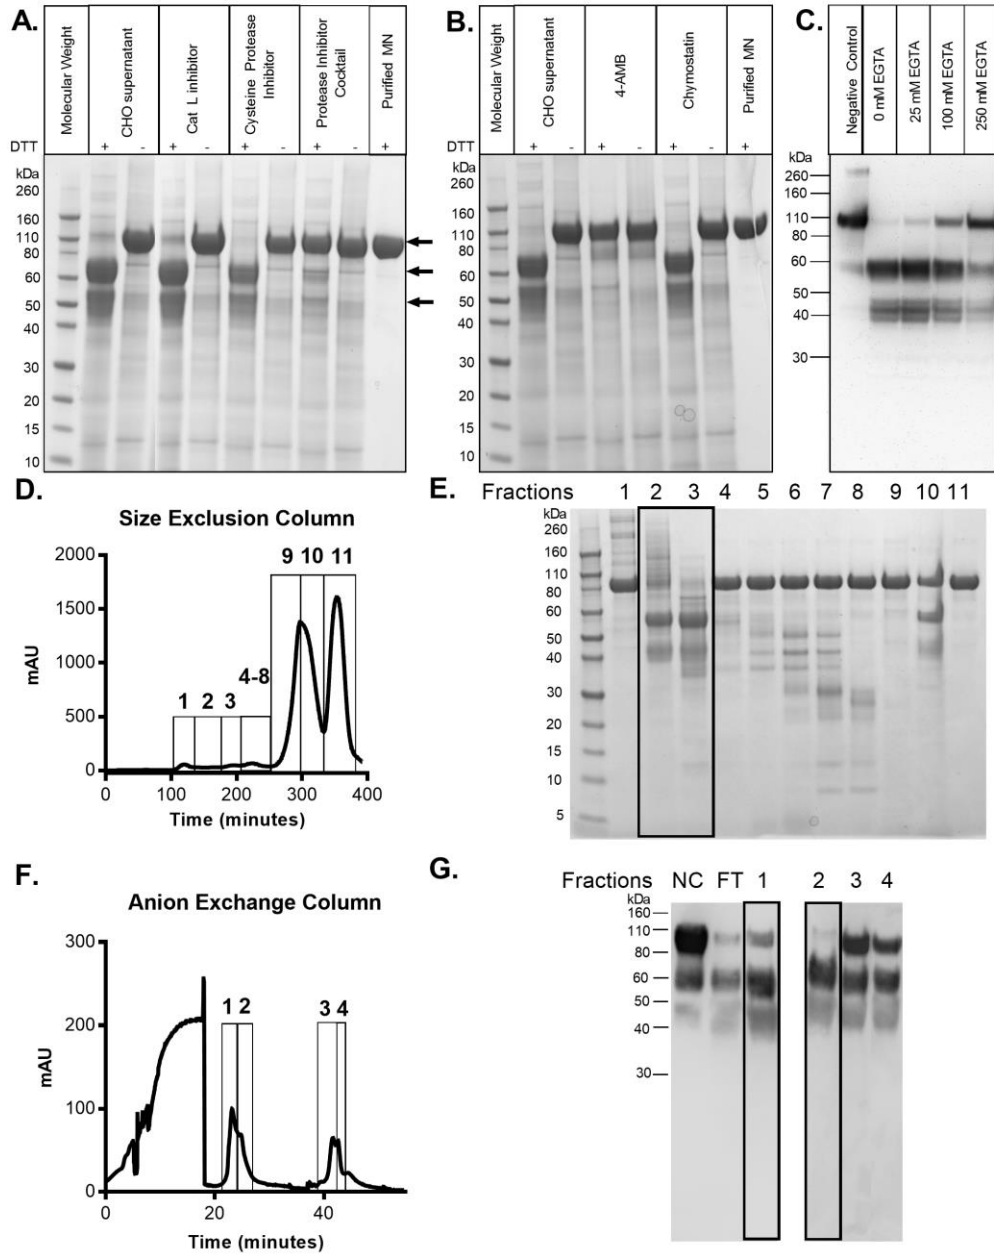 A.
Molecular Weight
CHO supernatant
Cat L inhibitor
Cysteine Protease
Inhibitor
Protease Inhibitor
Cocktail
Purified MN
DTT + - + - + - + - +
kDa
260
160
110
80
60
50
40
30
20
15
10
B.
Molecular Weight
CHO supernatant
4-AMB
Chymostatin
Purified MN
DTT + - + - + - +
kDa
260
160
110
80
60
50
40
30
20
15
10
C.
Negative Control
0 mM EGTA
25 mM EGTA
100 mM EGTA
250 mM EGTA
kDa
260
160
110
80
60
50
40
30
D.
Size Exclusion Column
mAU
2000
1500
1000
500
0
1 2 3 4-8 9 10 11
0 100 200 300 400
Time (minutes)
E.
Fractions 1 2 3 4 5 6 7 8 9 10 11
kDa
260
160
110
80
60
50
40
30
20
15
10
5
F.
Anion Exchange Column
mAU
300
200
100
0
1 2 3 4
0 20 40
Time (minutes)
G.
Fractions NC FT 1 2 3 4
kDa
160
110
80
60
50
40
30